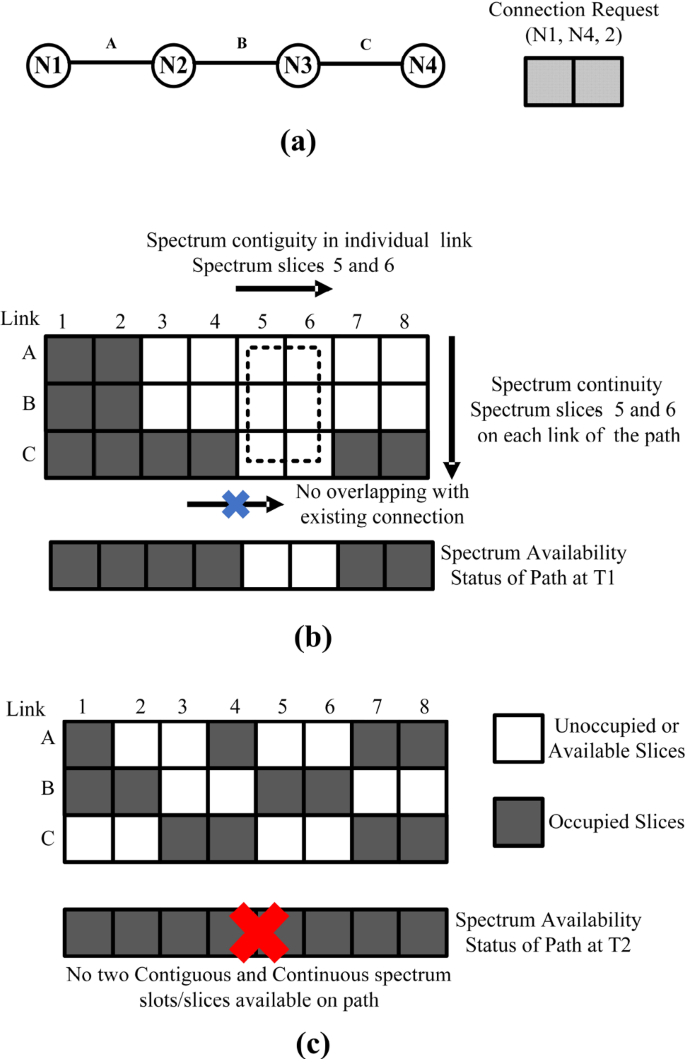 Connection Request
(N1, N4, 2)
A B C
N1 N2 N3 N4
(a)
Spectrum contiguity in individual link
Spectrum slices 5 and 6
Link 1 2 3 4 5 6 7 8
A
B
C
Spectrum continuity
Spectrum slices 5 and 6
on each link of the path
No overlapping with
existing connection
Spectrum Availability
Status of Path at T1
(b)
Link 1 2 3 4 5 6 7 8
A
B
C
Unoccupied or
Available Slices
Occupied Slices
Spectrum Availability
Status of Path at T2
No two Contiguous and Continuous spectrum
slots/slices available on path
(c)